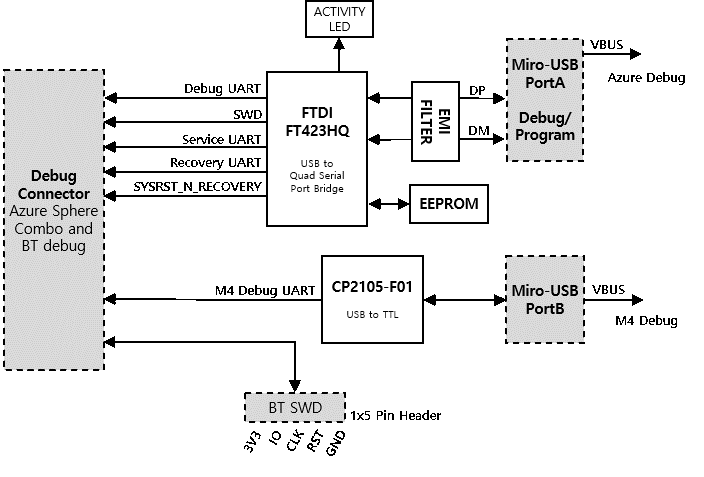 ACTIVITY
LED
VBUS
Azure Debug
Miro-USB
PortA
Debug/
Program
DP
DM
EMI
FILTER
FTDI
FT423HQ
USB to
Quad Serial
Port Bridge
Debug UART
SWD
Service UART
Recovery UART
SYSRST_N_RECOVERY
Debug
Connector
Azure Sphere
Combo and
BT debug
EEPROM
M4 Debug UART
CP2105-F01
USB to TTL
Miro-USB
PortB
VBUS
M4 Debug
BT SWD
1x5 Pin Header
3V3
IO
CLK
RST
GND